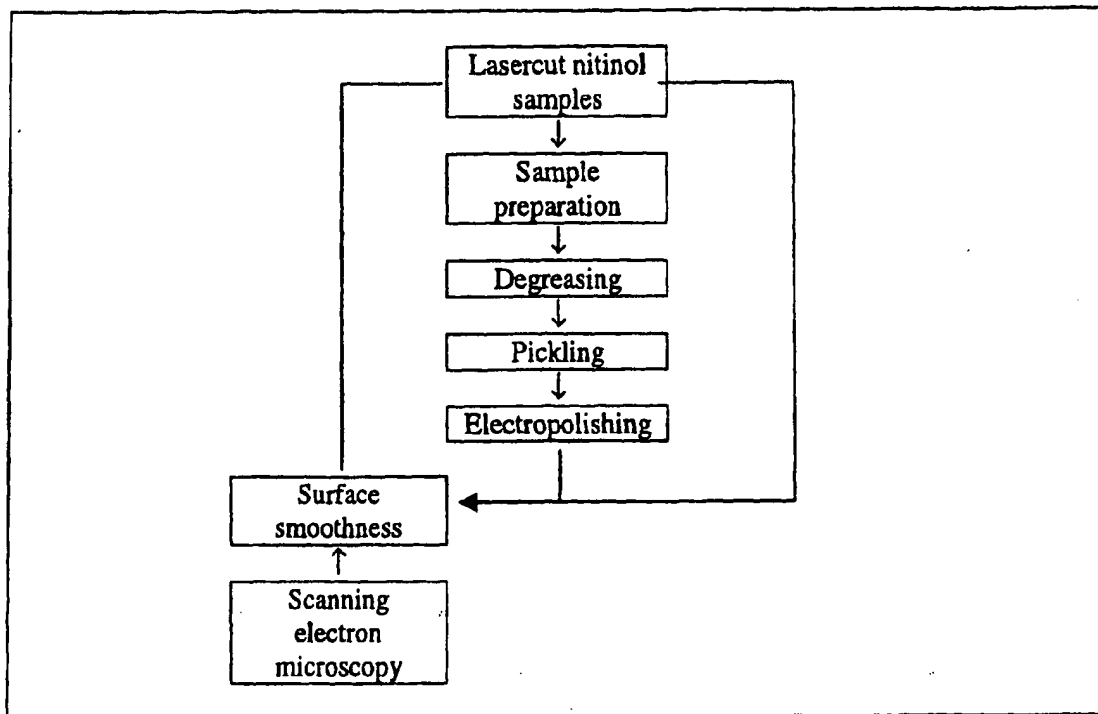 Lasercut nitinol
samples
Sample
preparation
Degreasing
Pickling
Electropolishing
Surface
smoothness
Scanning
electron
microscopy